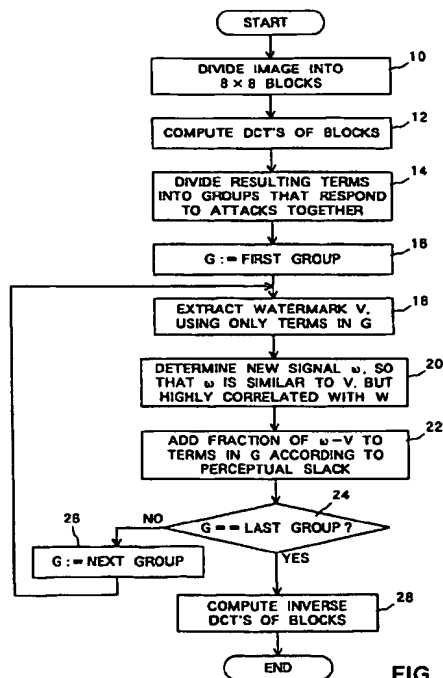 START
10
DIVIDE IMAGE INTO
8 × 8 BLOCKS
12
COMPUTE DCT'S OF BLOCKS
14
DIVIDE RESULTING TERMS
INTO GROUPS THAT RESPOND
TO ATTACKS TOGETHER
16
G := FIRST GROUP
18
EXTRACT WATERMARK V,
USING ONLY TERMS IN G
20
DETERMINE NEW SIGNAL ω, SO
THAT ω IS SIMILAR TO V, BUT
HIGHLY CORRELATED WITH W
22
ADD FRACTION OF ω-V TO
TERMS IN G ACCORDING TO
PERCEPTUAL SLACK
24
NO
G == LAST GROUP ?
26
G := NEXT GROUP
YES
28
COMPUTE INVERSE
DCT'S OF BLOCKS
END
FIG